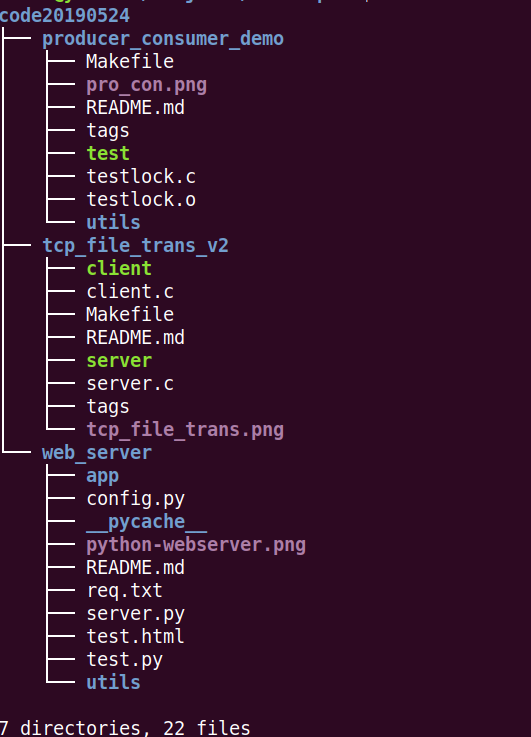 code20190524
├── producer_consumer_demo
│   ├── Makefile
│   ├── pro_con.png
│   ├── README.md
│   ├── tags
│   ├── test
│   ├── testlock.c
│   ├── testlock.o
│   └── utils
├── tcp_file_trans_v2
│   ├── client
│   ├── client.c
│   ├── Makefile
│   ├── README.md
│   ├── server
│   ├── server.c
│   ├── tags
│   └── tcp_file_trans.png
└── web_server
    ├── app
    ├── config.py
    ├── __pycache__
    ├── python-webserver.png
    ├── README.md
    ├── req.txt
    ├── server.py
    ├── test.html
    ├── test.py
    └── utils
7 directories, 22 files